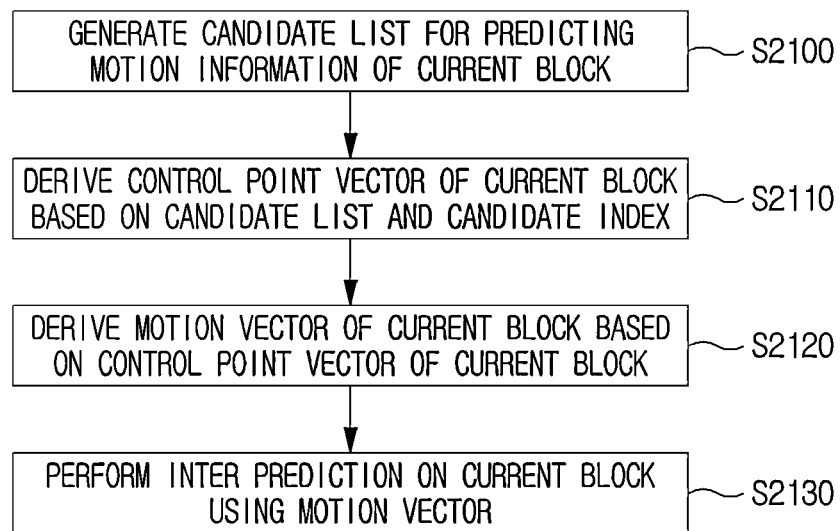 GENERATE CANDIDATE LIST FOR PREDICTING
MOTION INFORMATION OF CURRENT BLOCK
S2100
DERIVE CONTROL POINT VECTOR OF CURRENT BLOCK
BASED ON CANDIDATE LIST AND CANDIDATE INDEX
S2110
DERIVE MOTION VECTOR OF CURRENT BLOCK BASED
ON CONTROL POINT VECTOR OF CURRENT BLOCK
S2120
PERFORM INTER PREDICTION ON CURRENT BLOCK
USING MOTION VECTOR
S2130